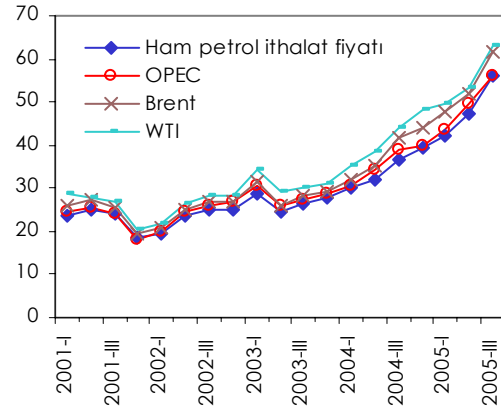 70
60
50
40
30
20
10
0
Ham petrol ithalat fiyatı
OPEC
Brent
WTI
2001-I
2001-III
2002-I
2002-III
2003-I
2003-III
2004-I
2004-III
2005-I
2005-III